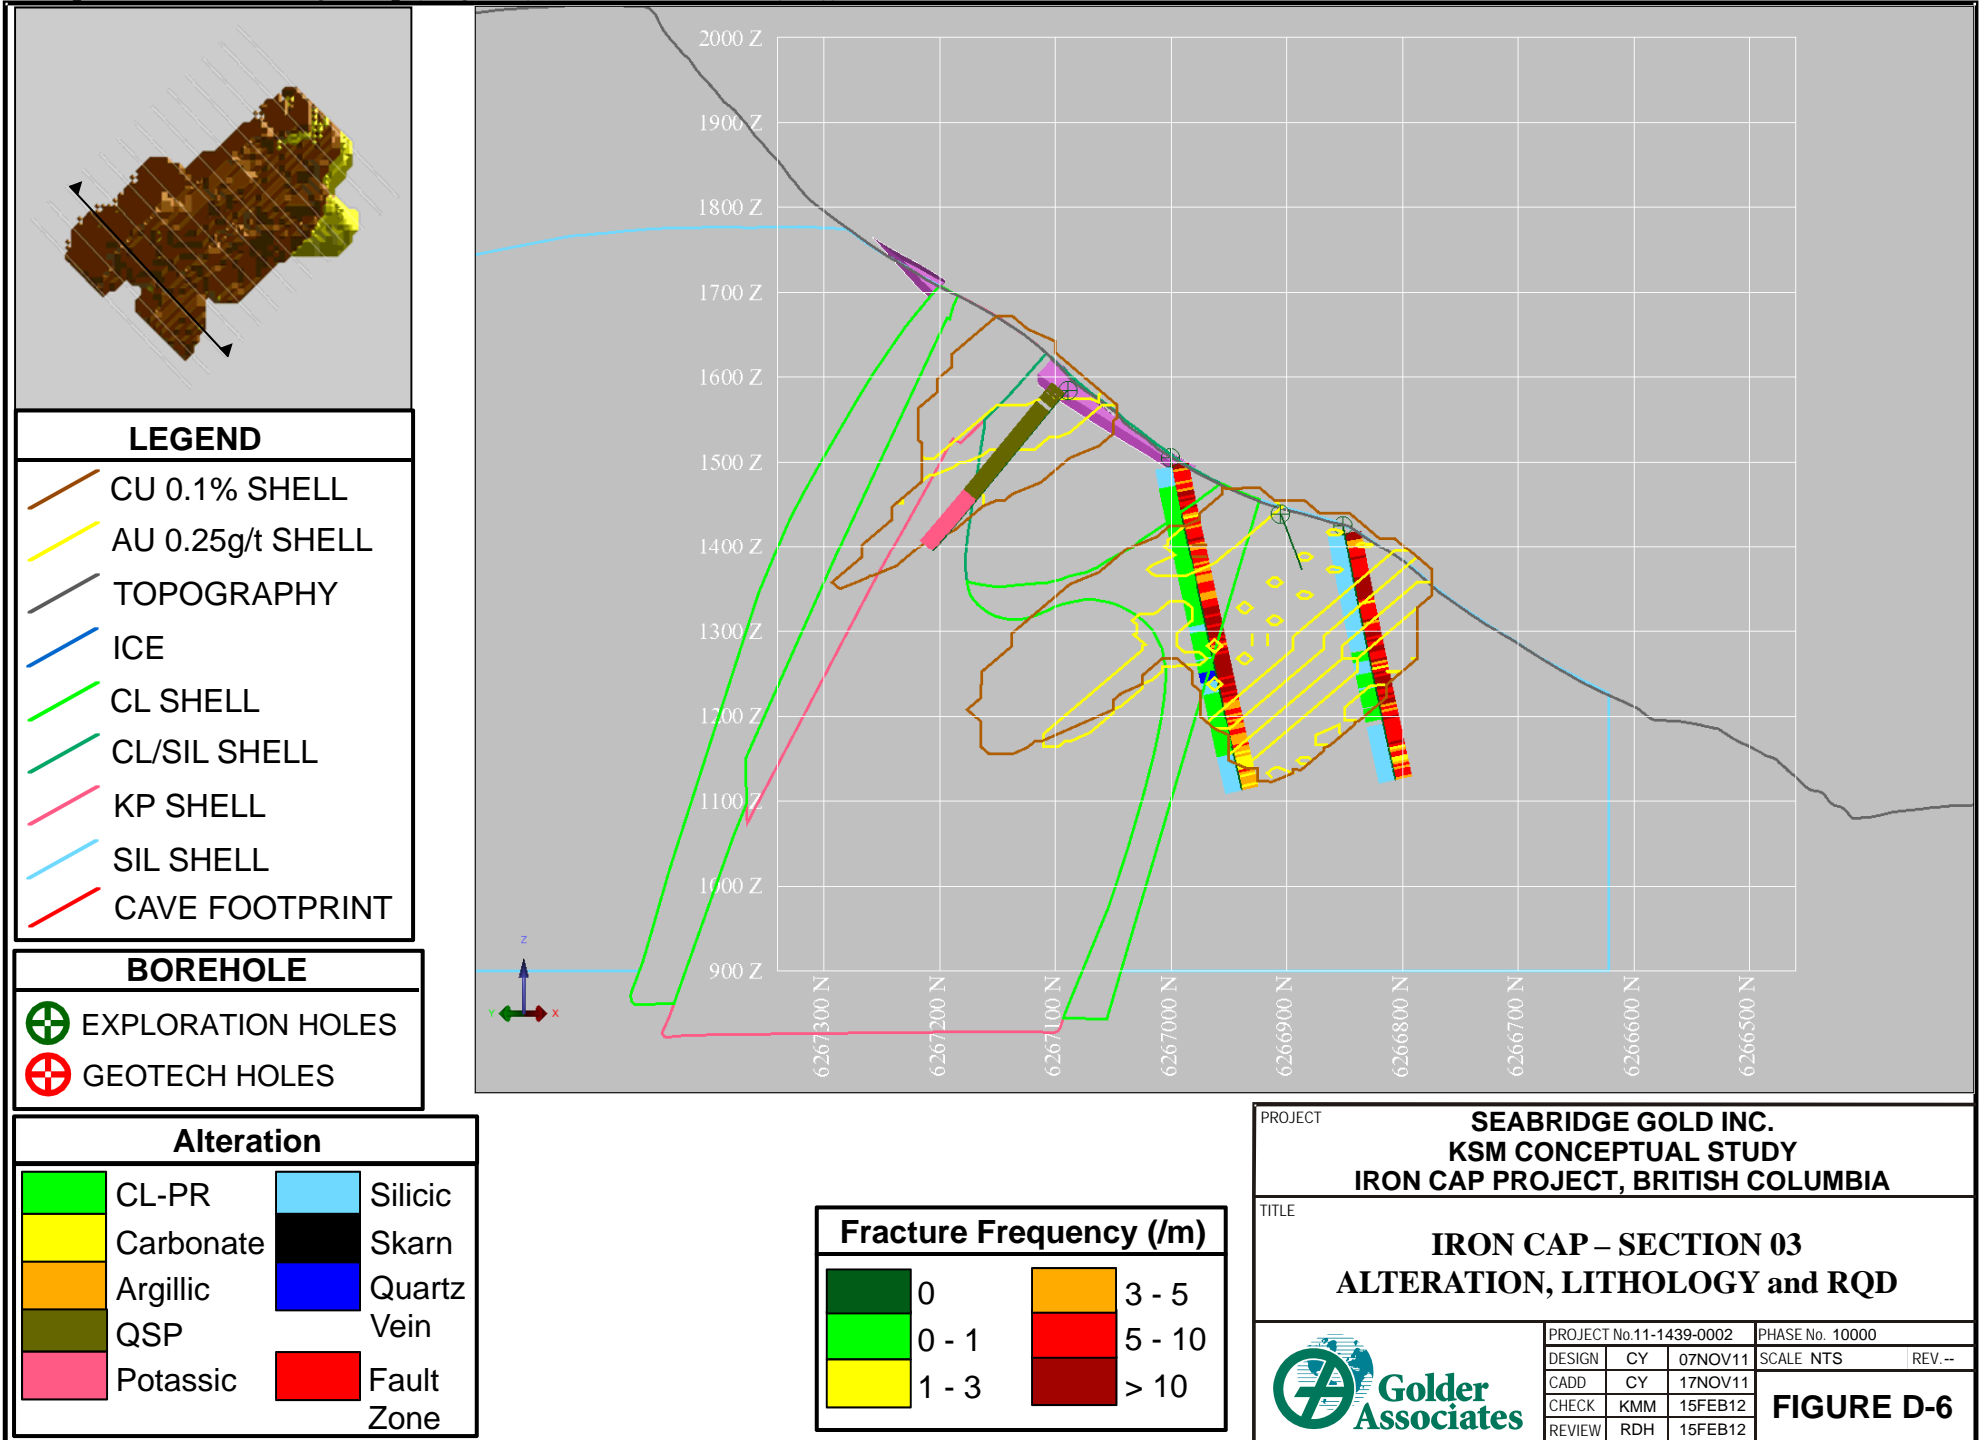 LEGEND
CU 0.1% SHELL
AU 0.25g/t SHELL
TOPOGRAPHY
ICE
CL SHELL
CL/SIL SHELL
KP SHELL
SIL SHELL
CAVE FOOTPRINT
BOREHOLE
EXPLORATION HOLES
GEOTECH HOLES
Alteration
CL-PR
Carbonate
Argillic
QSP
Potassic
Silicic
Skarn
Quartz
Vein
Fault
Zone
2000 Z
1900 Z
1800 Z
1700 Z
1600 Z
1500 Z
1400 Z
1300 Z
1200 Z
1100 Z
1000 Z
900 Z
Z
Y
X
6267300 N
6267200 N
6267100 N
6267000 N
6266900 N
6266800 N
6266700 N
6266600 N
6266500 N
Fracture Frequency (/m)
0
0 - 1
1 - 3
3 - 5
5 - 10
> 10
PROJECT
SEABRIDGE GOLD INC.
KSM CONCEPTUAL STUDY
IRON CAP PROJECT, BRITISH COLUMBIA
TITLE
IRON CAP – SECTION 03
ALTERATION, LITHOLOGY and RQD
Golder
Associates
PROJECT No.11-1439-0002 PHASE No. 10000
DESIGN CY 07NOV11 SCALE NTS REV.--
CADD CY 17NOV11
CHECK KMM 15FEB12
REVIEW RDH 15FEB12
FIGURE D-6